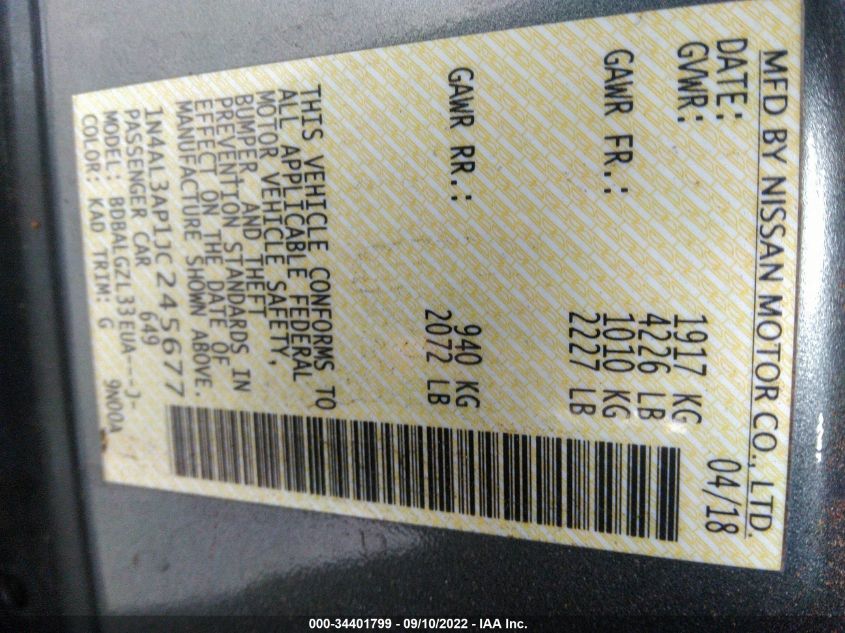 MFD BY NISSAN MOTOR CO., LTD.
DATE: 04/18
GVWR: 1917 KG
4226 LB
GAWR FR.: 1010 KG
2227 LB
GAWR RR.: 940 KG
2072 LB
THIS VEHICLE CONFORMS TO
ALL APPLICABLE FEDERAL
MOTOR VEHICLE SAFETY,
BUMPER AND THEFT
PREVENTION STANDARDS IN
EFFECT ON THE DATE OF
MANUFACTURE SHOWN ABOVE.
1N4AL3AP1JC245677
PASSENGER CAR 649
MODEL: BDBALGZL33EUA---J-
COLOR: KAD TRIM: G 9N00A
000-34401799 - 09/10/2022 - IAA Inc.